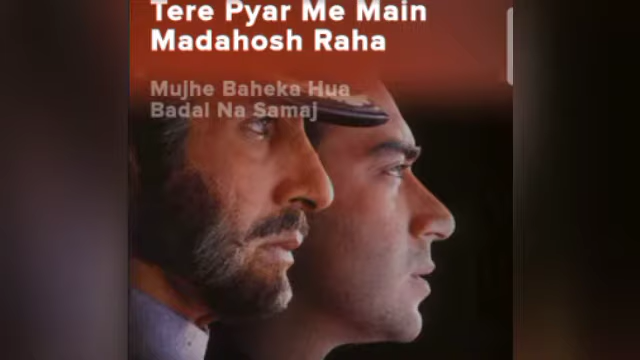 Tere Pyar Me Main
Madahosh Raha
Mujhe Baheka Hua
Badal Na Samaj